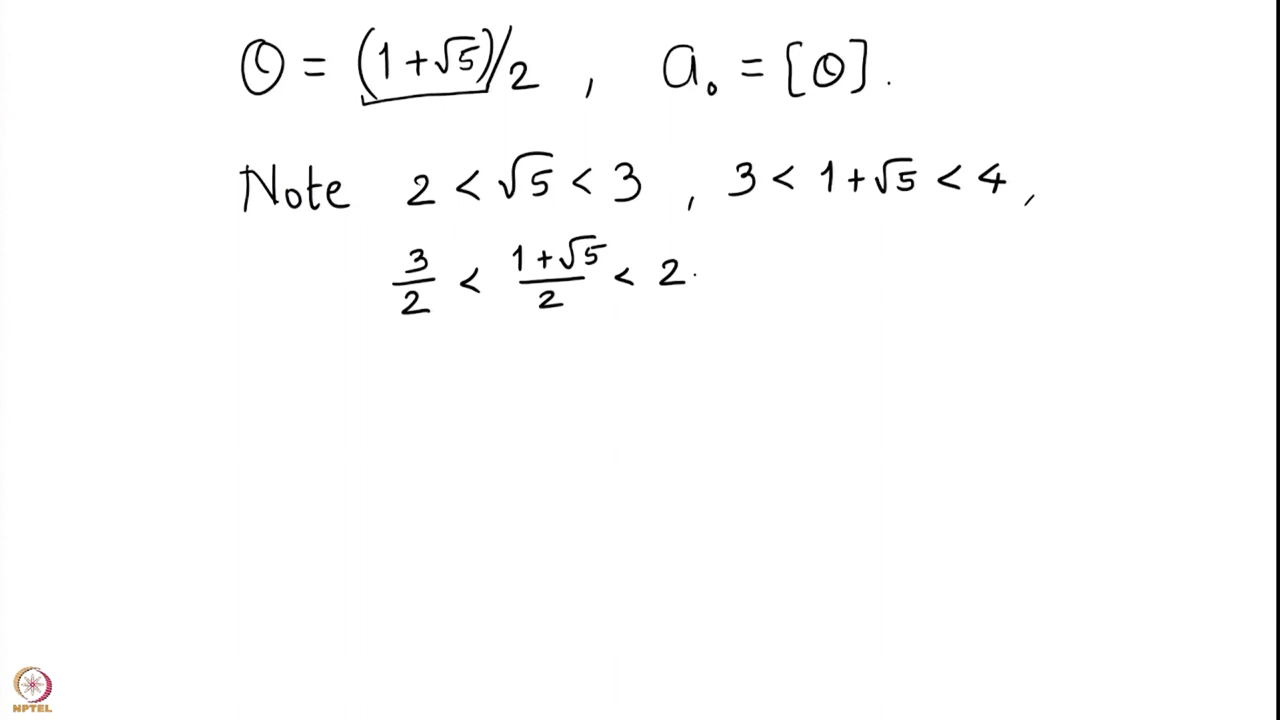 θ = (1+√5)/2 , a₀ = [θ].
Note 2 < √5 < 3 , 3 < 1+√5 < 4 ,
3/2 < (1+√5)/2 < 2.
NPTEL